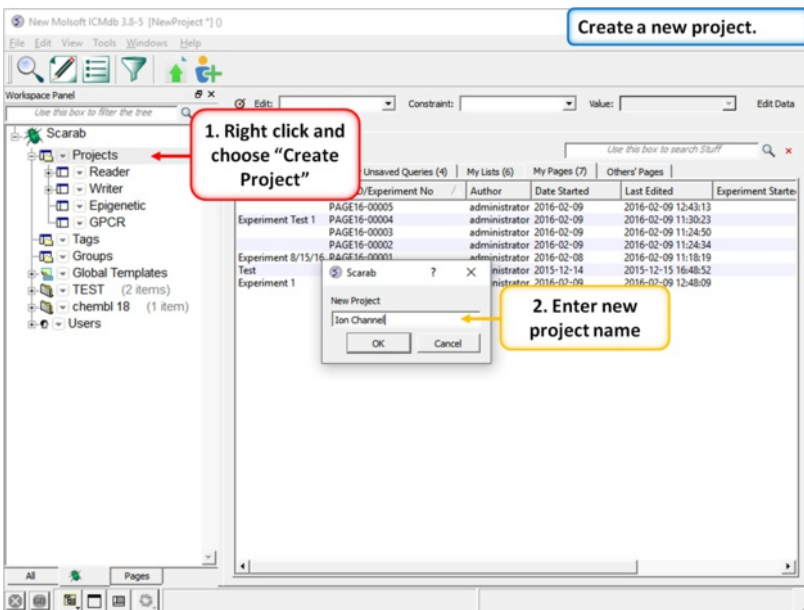 New Molsoft ICMdb 3.8-5 [NewProject *] ()
Create a new project.
File Edit View Tools Windows Help
Workspace Panel
Use this box to filter the tree
Edit: Constraint: Value: Edit Data
1. Right click and
choose “Create
Project”
Use this box to search Stuff
Unsaved Queries (4) My Lists (6) My Pages (7) Others' Pages
/Experiment No Author Date Started Last Edited Experiment Starte
PAGE16-00005 administrator 2016-02-09 2016-02-09 12:43:13
Experiment Test 1 PAGE16-00004 administrator 2016-02-09 2016-02-09 11:30:23
PAGE16-00003 administrator 2016-02-09 2016-02-09 11:24:50
PAGE16-00002 administrator 2016-02-09 2016-02-09 11:24:34
Experiment 8/15/16 PAGE16-00001 administrator 2016-02-08 2016-02-09 11:18:19
Test nistrator 2015-12-14 2015-12-15 16:48:52
Experiment 1 nistrator 2016-02-09 2016-02-09 12:48:09
Scarab
Projects
Reader
Writer
Epigenetic
GPCR
Tags
Groups
Global Templates
TEST (2 items)
chembl 18 (1 item)
Users
Scarab ?
New Project
Ion Channel
OK Cancel
2. Enter new
project name
All Pages